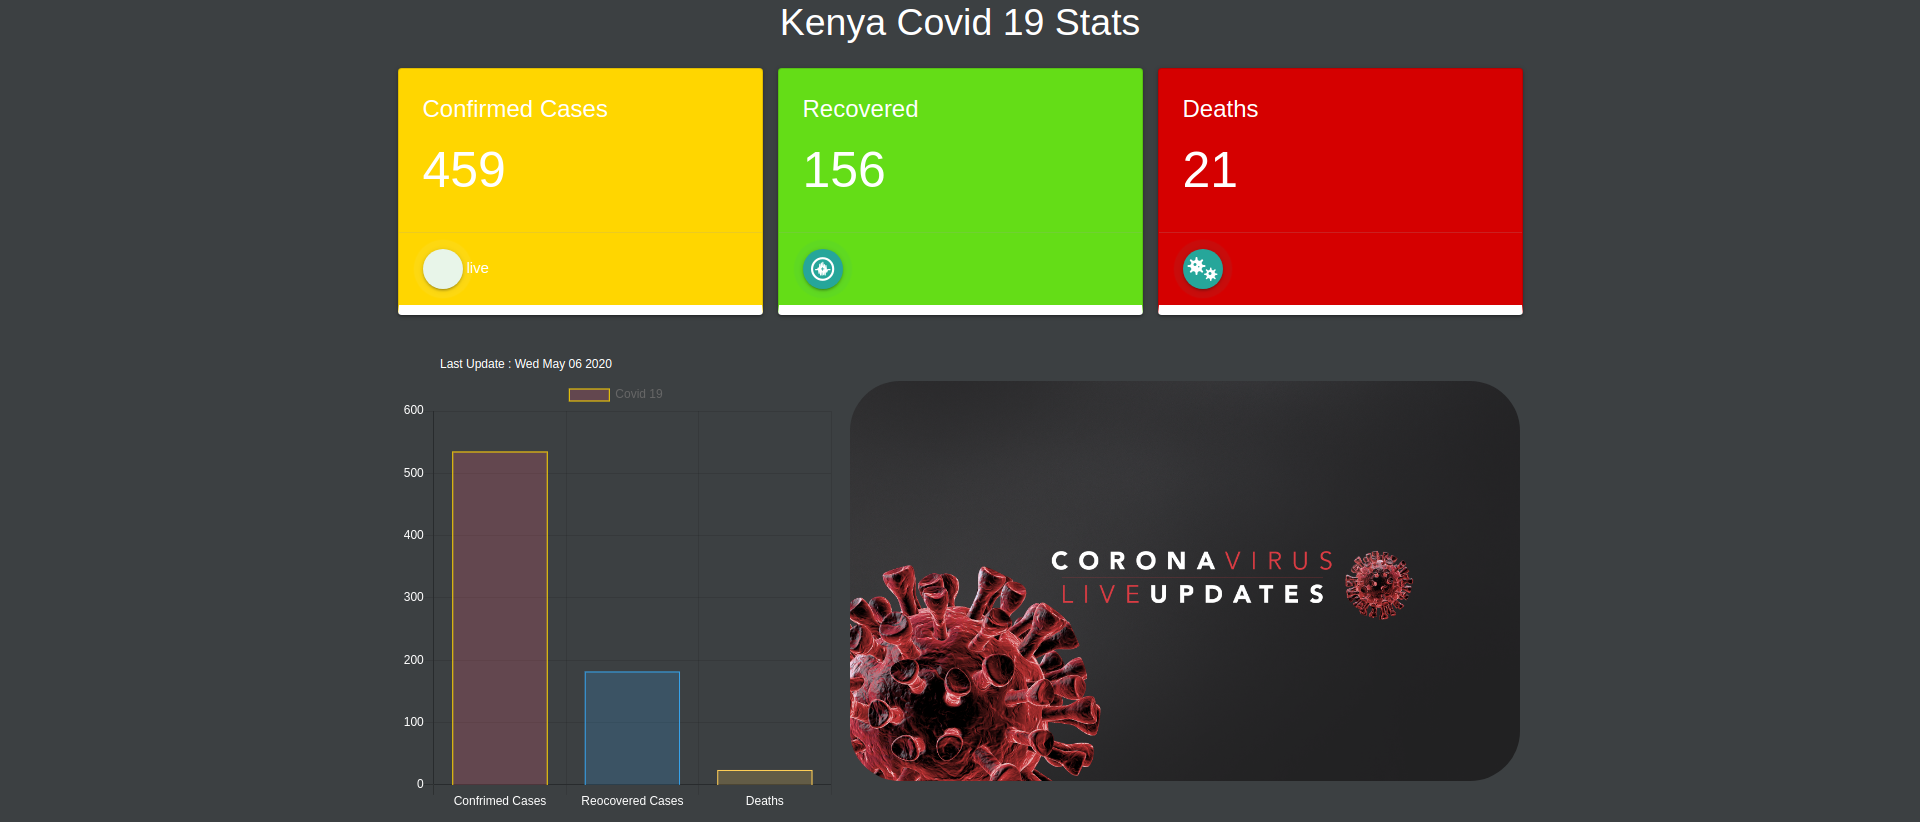 Kenya Covid 19 Stats
Confirmed Cases
459
live
Recovered
156
Deaths
21
Last Update : Wed May 06 2020
Covid 19
600
500
400
300
200
100
0
Confrimed Cases
Reocovered Cases
Deaths
CORONAVIRUS
LIVEUPDATES